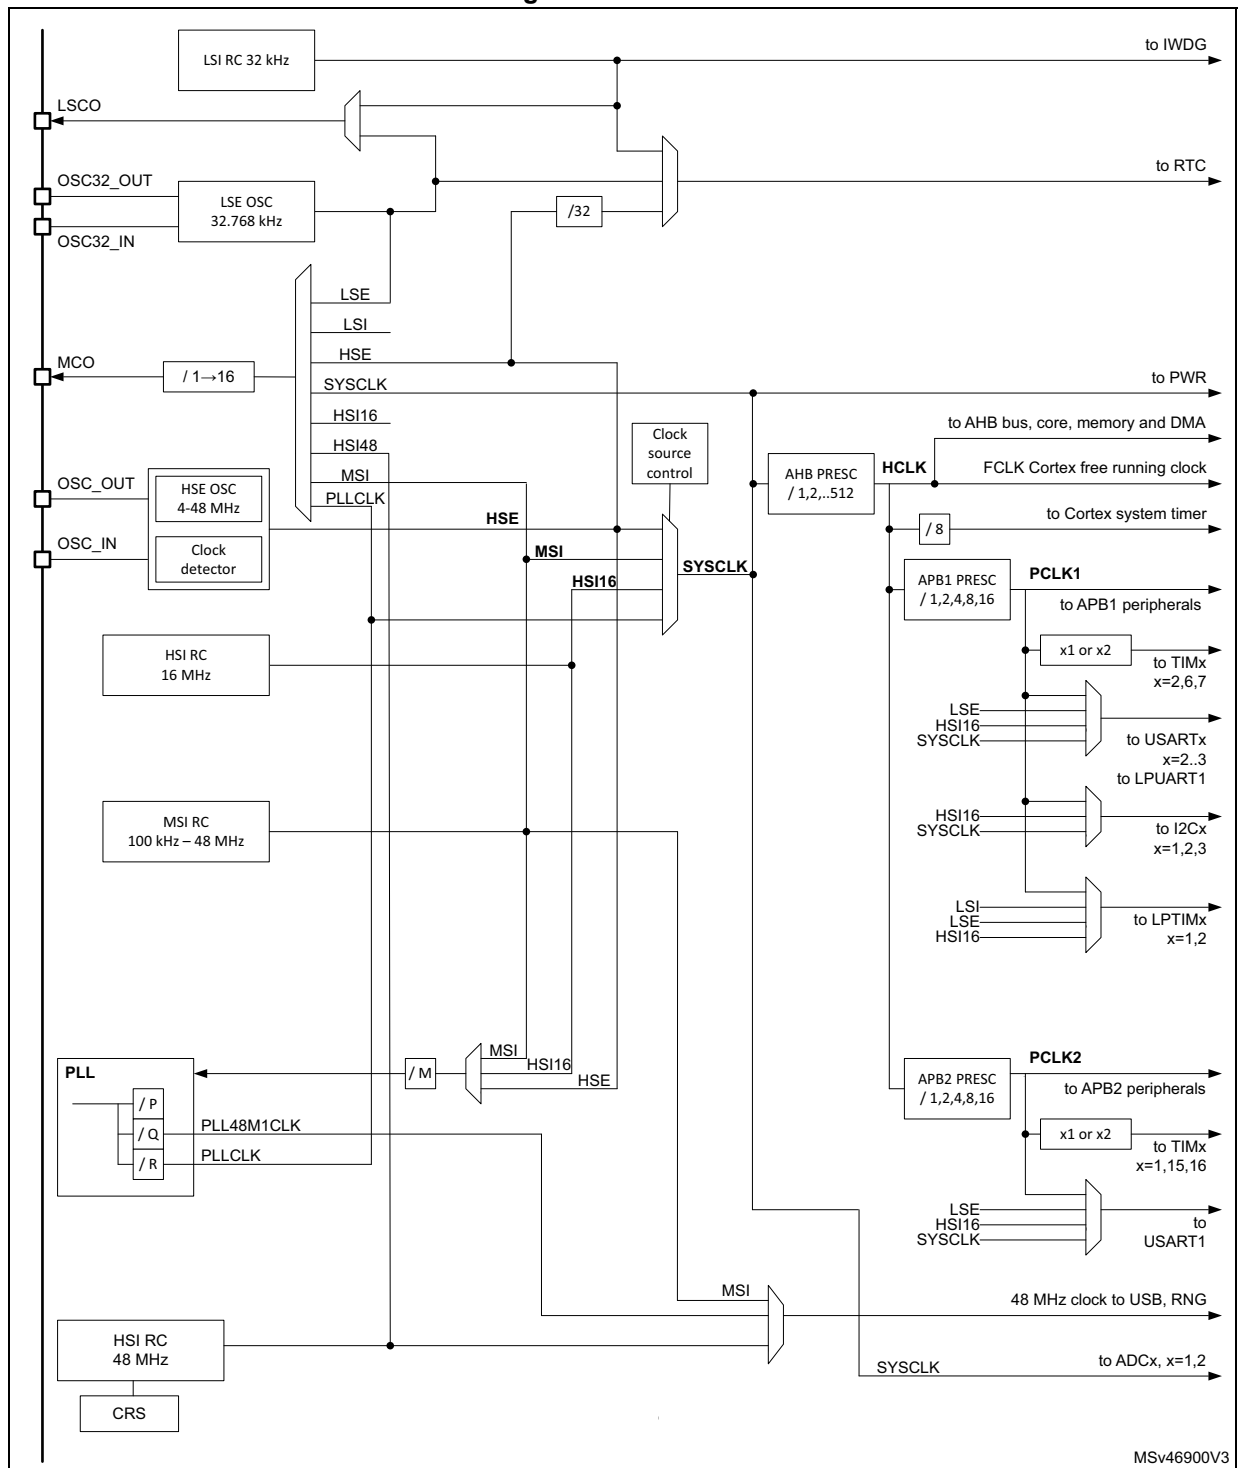 LSI RC 32 kHz
to IWDG
LSCO
OSC32_OUT
to RTC
LSE OSC
32.768 kHz
/32
OSC32_IN
LSE
LSI
MCO
HSE
/ 1→16
SYSCLK
to PWR
HSI16
to AHB bus, core, memory and DMA
Clock
source
control
HSI48
AHB PRESC
/ 1,2,..512
HCLK
FCLK Cortex free running clock
MSI
OSC_OUT
HSE OSC
4-48 MHz
PLLCLK
HSE
/ 8
to Cortex system timer
OSC_IN
Clock
detector
MSI
SYSCLK
HSI16
APB1 PRESC
/ 1,2,4,8,16
PCLK1
to APB1 peripherals
HSI RC
16 MHz
x1 or x2
to TIMx
x=2,6,7
LSE
HSI16
SYSCLK
to USARTx
x=2..3
to LPUART1
MSI RC
100 kHz – 48 MHz
HSI16
SYSCLK
to I2Cx
x=1,2,3
LSI
LSE
HSI16
to LPTIMx
x=1,2
PLL
/ M
MSI
HSI16
HSE
APB2 PRESC
/ 1,2,4,8,16
PCLK2
to APB2 peripherals
/ P
/ Q
PLL48M1CLK
/ R
PLLCLK
x1 or x2
to TIMx
x=1,15,16
LSE
HSI16
SYSCLK
to
USART1
MSI
48 MHz clock to USB, RNG
HSI RC
48 MHz
SYSCLK
to ADCx, x=1,2
CRS
MSv46900V3